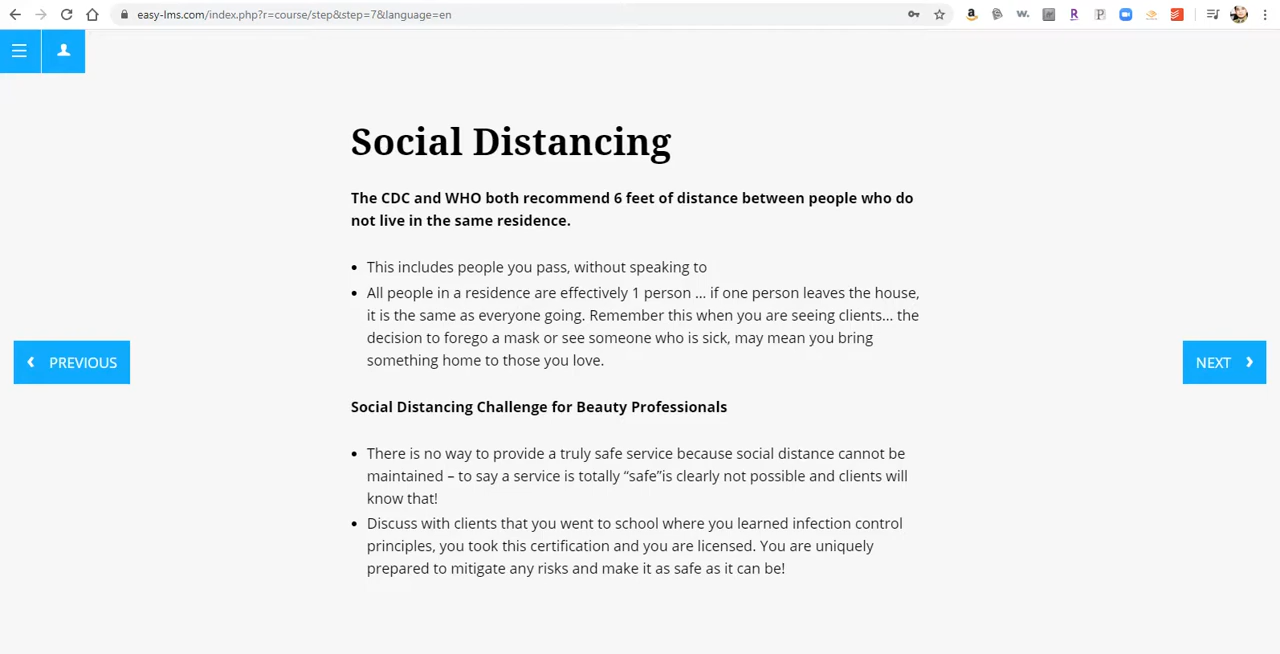 easy-lms.com/index.php?r=course/step&step=7&language=en
Social Distancing
The CDC and WHO both recommend 6 feet of distance between people who do
not live in the same residence.
• This includes people you pass, without speaking to
• All people in a residence are effectively 1 person ... if one person leaves the house,
it is the same as everyone going. Remember this when you are seeing clients... the
decision to forego a mask or see someone who is sick, may mean you bring
something home to those you love.
PREVIOUS
NEXT
Social Distancing Challenge for Beauty Professionals
• There is no way to provide a truly safe service because social distance cannot be
maintained – to say a service is totally “safe”is clearly not possible and clients will
know that!
• Discuss with clients that you went to school where you learned infection control
principles, you took this certification and you are licensed. You are uniquely
prepared to mitigate any risks and make it as safe as it can be!